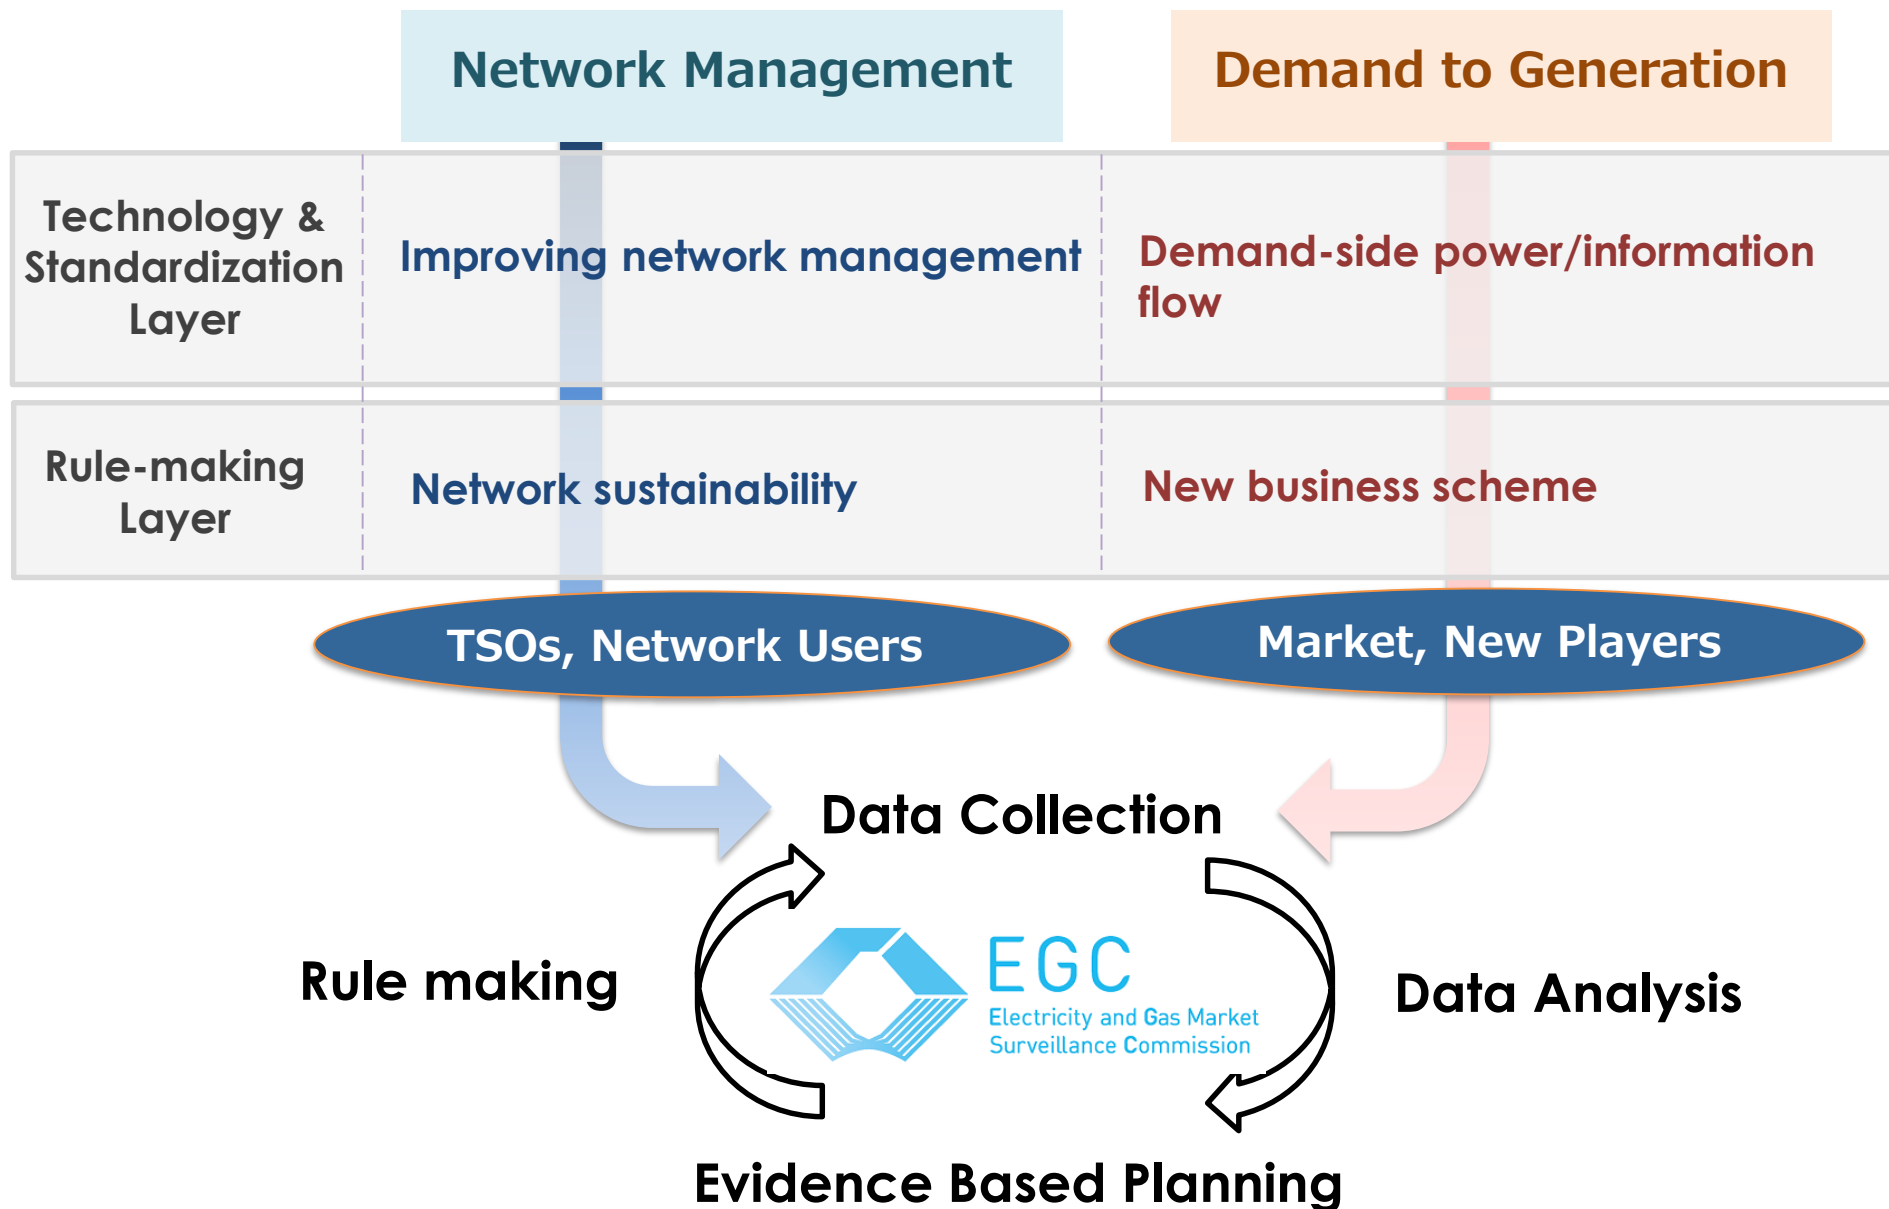 Network Management
Demand to Generation
Technology &
Standardization
Layer
Improving network management
Demand-side power/information
flow
Rule-making
Layer
Network sustainability
New business scheme
TSOs, Network Users
Market, New Players
Data Collection
Rule making
EGC
Electricity and Gas Market
Surveillance Commission
Data Analysis
Evidence Based Planning